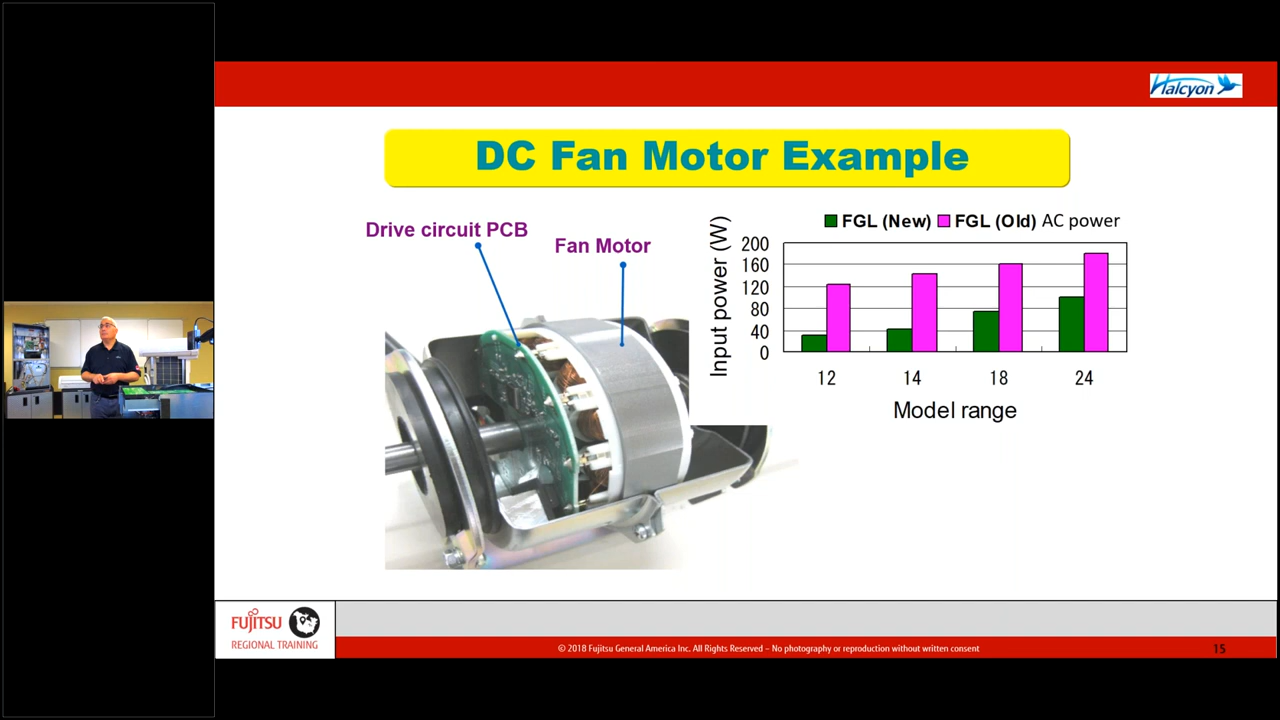 Halcyon
DC Fan Motor Example
Drive circuit PCB
Fan Motor
FGL (New) FGL (Old) AC power
Input power (W)
200
160
120
80
40
0
12 14 18 24
Model range
FUJITSU
REGIONAL TRAINING
© 2018 Fujitsu General America Inc. All Rights Reserved – No photography or reproduction without written consent
15